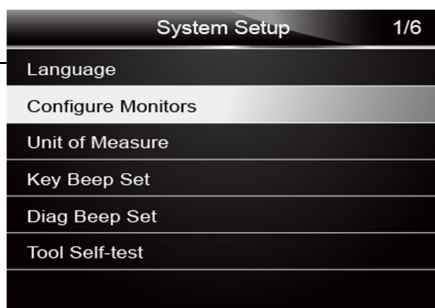 System Setup 1/6
Language
Configure Monitors
Unit of Measure
Key Beep Set
Diag Beep Set
Tool Self-test